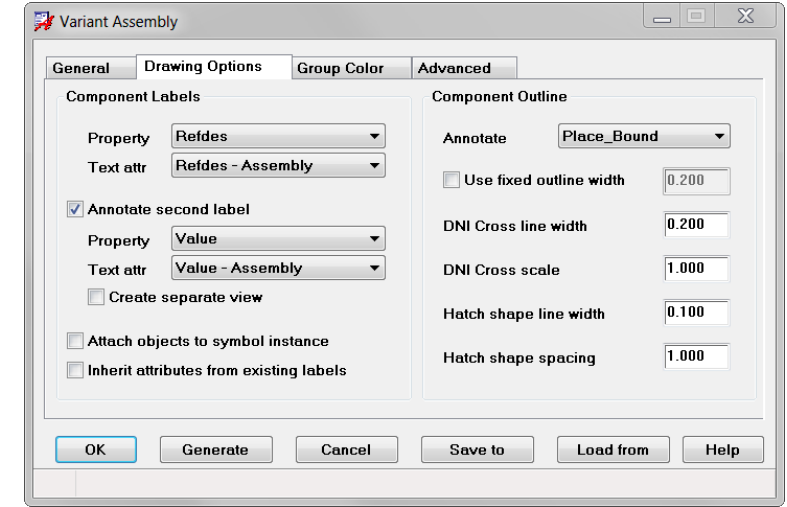 Variant Assembly
General Drawing Options Group Color Advanced
Component Labels
Property Refdes
Text attr Refdes - Assembly
Annotate second label
Property Value
Text attr Value - Assembly
Create separate view
Attach objects to symbol instance
Inherit attributes from existing labels
Component Outline
Annotate Place_Bound
Use fixed outline width 0.200
DNI Cross line width 0.200
DNI Cross scale 1.000
Hatch shape line width 0.100
Hatch shape spacing 1.000
OK Generate Cancel Save to Load from Help